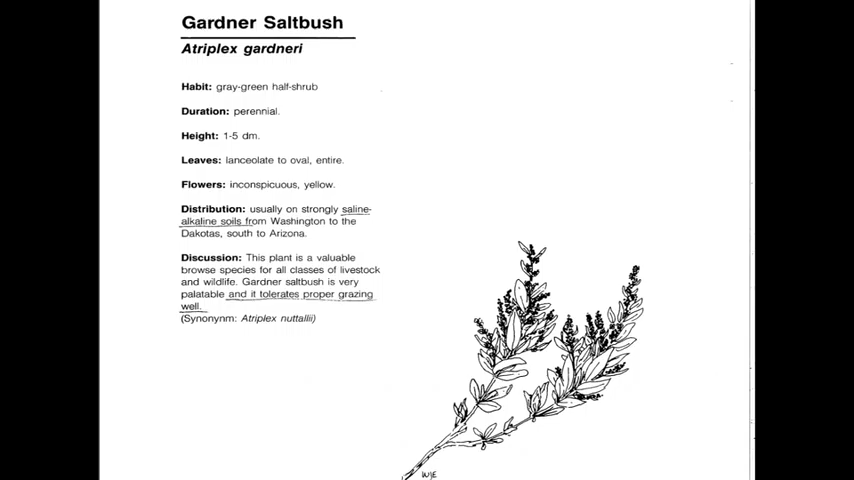 Gardner Saltbush
Atriplex gardneri
Habit: gray-green half-shrub
Duration: perennial.
Height: 1-5 dm.
Leaves: lanceolate to oval, entire.
Flowers: inconspicuous, yellow.
Distribution: usually on strongly saline-
alkaline soils from Washington to the
Dakotas, south to Arizona.
Discussion: This plant is a valuable
browse species for all classes of livestock
and wildlife. Gardner saltbush is very
palatable and it tolerates proper grazing
well.
(Synonym: Atriplex nuttallii)
WJE